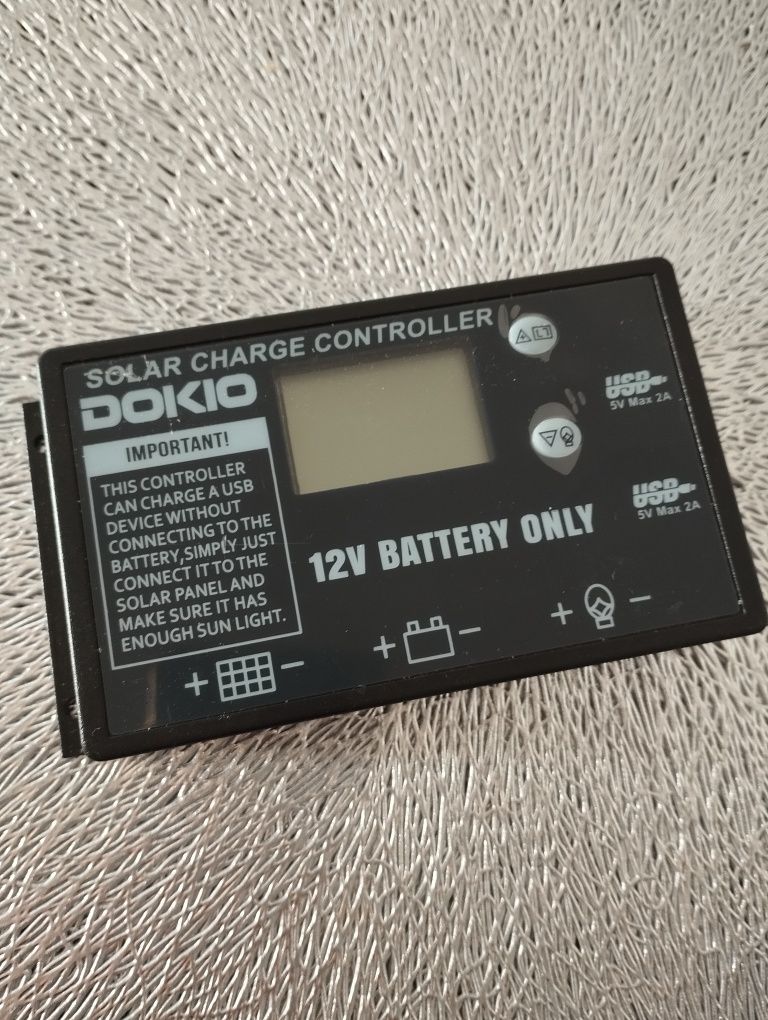 SOLAR CHARGE CONTROLLER
DOKIO
IMPORTANT!
THIS CONTROLLER
CAN CHARGE A USB
DEVICE WITHOUT
CONNECTING TO THE
BATTERY,SIMPLY JUST
CONNECT IT TO THE
SOLAR PANEL AND
MAKE SURE IT HAS
ENOUGH SUN LIGHT.
USB
5V Max 2A
USB
5V Max 2A
12V BATTERY ONLY
+ −
+ −
+ −